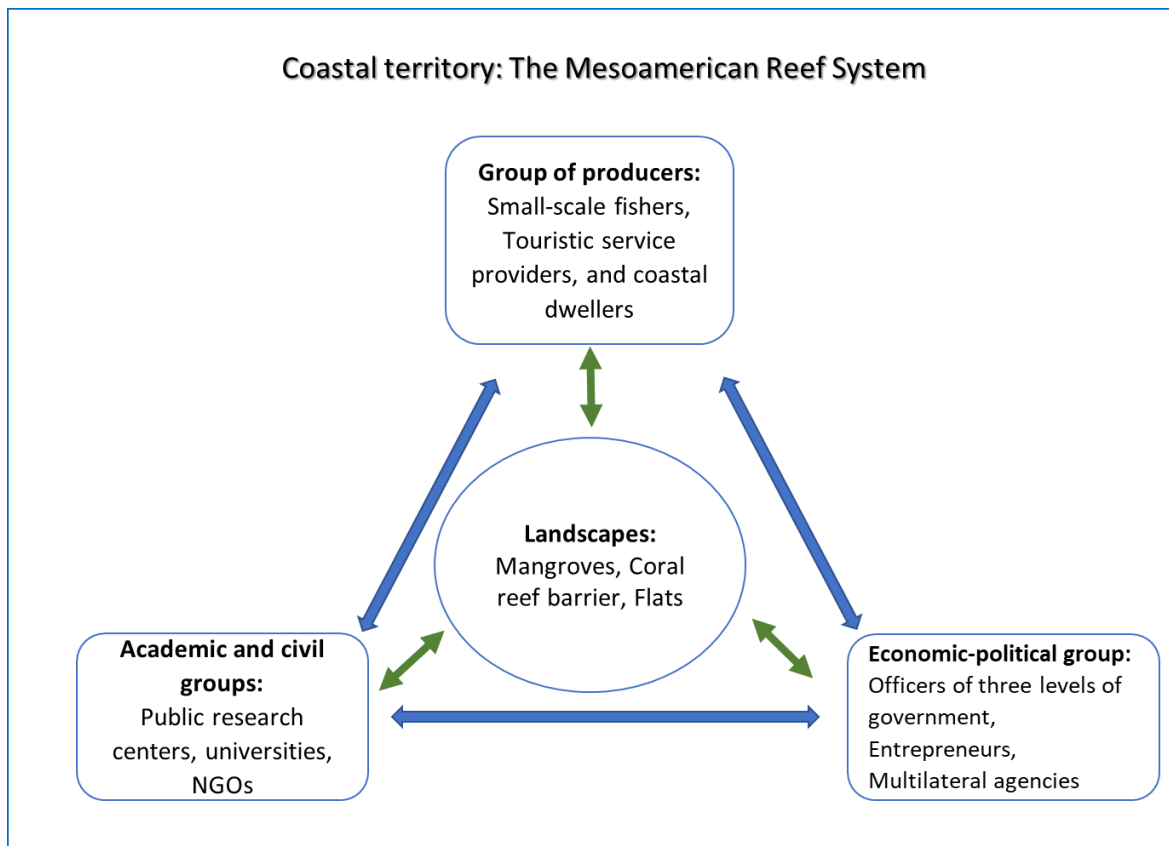 Coastal territory: The Mesoamerican Reef System
Group of producers:
Small-scale fishers,
Touristic service
providers, and coastal
dwellers
Landscapes:
Mangroves, Coral
reef barrier, Flats
Academic and civil
groups:
Public research
centers, universities,
NGOs
Economic-political group:
Officers of three levels of
government,
Entrepreneurs,
Multilateral agencies